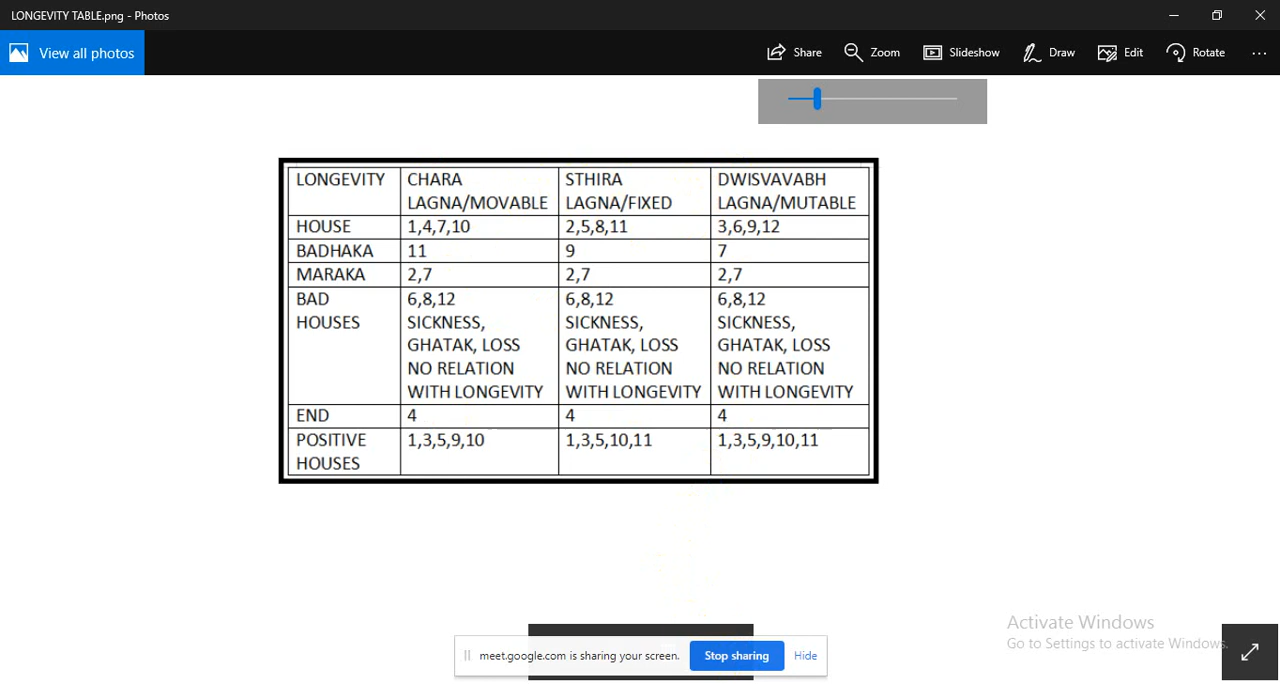 LONGEVITY TABLE.png - Photos
View all photos
Share Zoom Slideshow Draw Edit Rotate
LONGEVITY CHARA LAGNA/MOVABLE STHIRA LAGNA/FIXED DWISVAVABH LAGNA/MUTABLE
HOUSE 1,4,7,10 2,5,8,11 3,6,9,12
BADHAKA 11 9 7
MARAKA 2,7 2,7 2,7
BAD 6,8,12 6,8,12 6,8,12
HOUSES SICKNESS, SICKNESS, SICKNESS,
GHATAK, LOSS GHATAK, LOSS GHATAK, LOSS
NO RELATION NO RELATION NO RELATION
WITH LONGEVITY WITH LONGEVITY WITH LONGEVITY
END 4 4 4
POSITIVE 1,3,5,9,10 1,3,5,10,11 1,3,5,9,10,11
HOUSES
Activate Windows
Go to Settings to activate Windows.
meet.google.com is sharing your screen. Stop sharing Hide